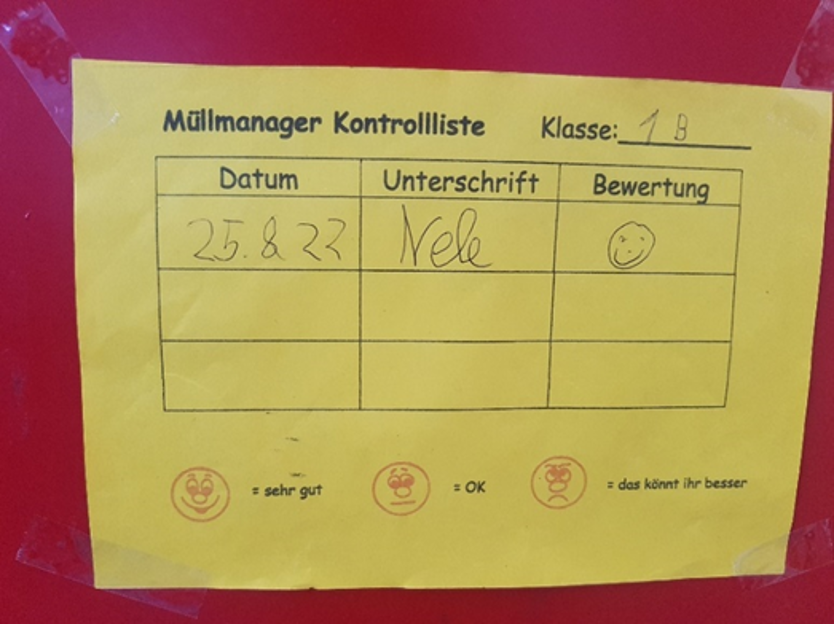 Müllmanager Kontrollliste Klasse: 1 B
Datum Unterschrift Bewertung
25.8.22 Nele
= sehr gut = OK = das könnt ihr besser